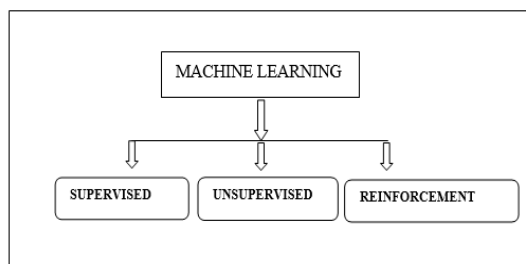 MACHINE LEARNING
SUPERVISED
UNSUPERVISED
REINFORCEMENT